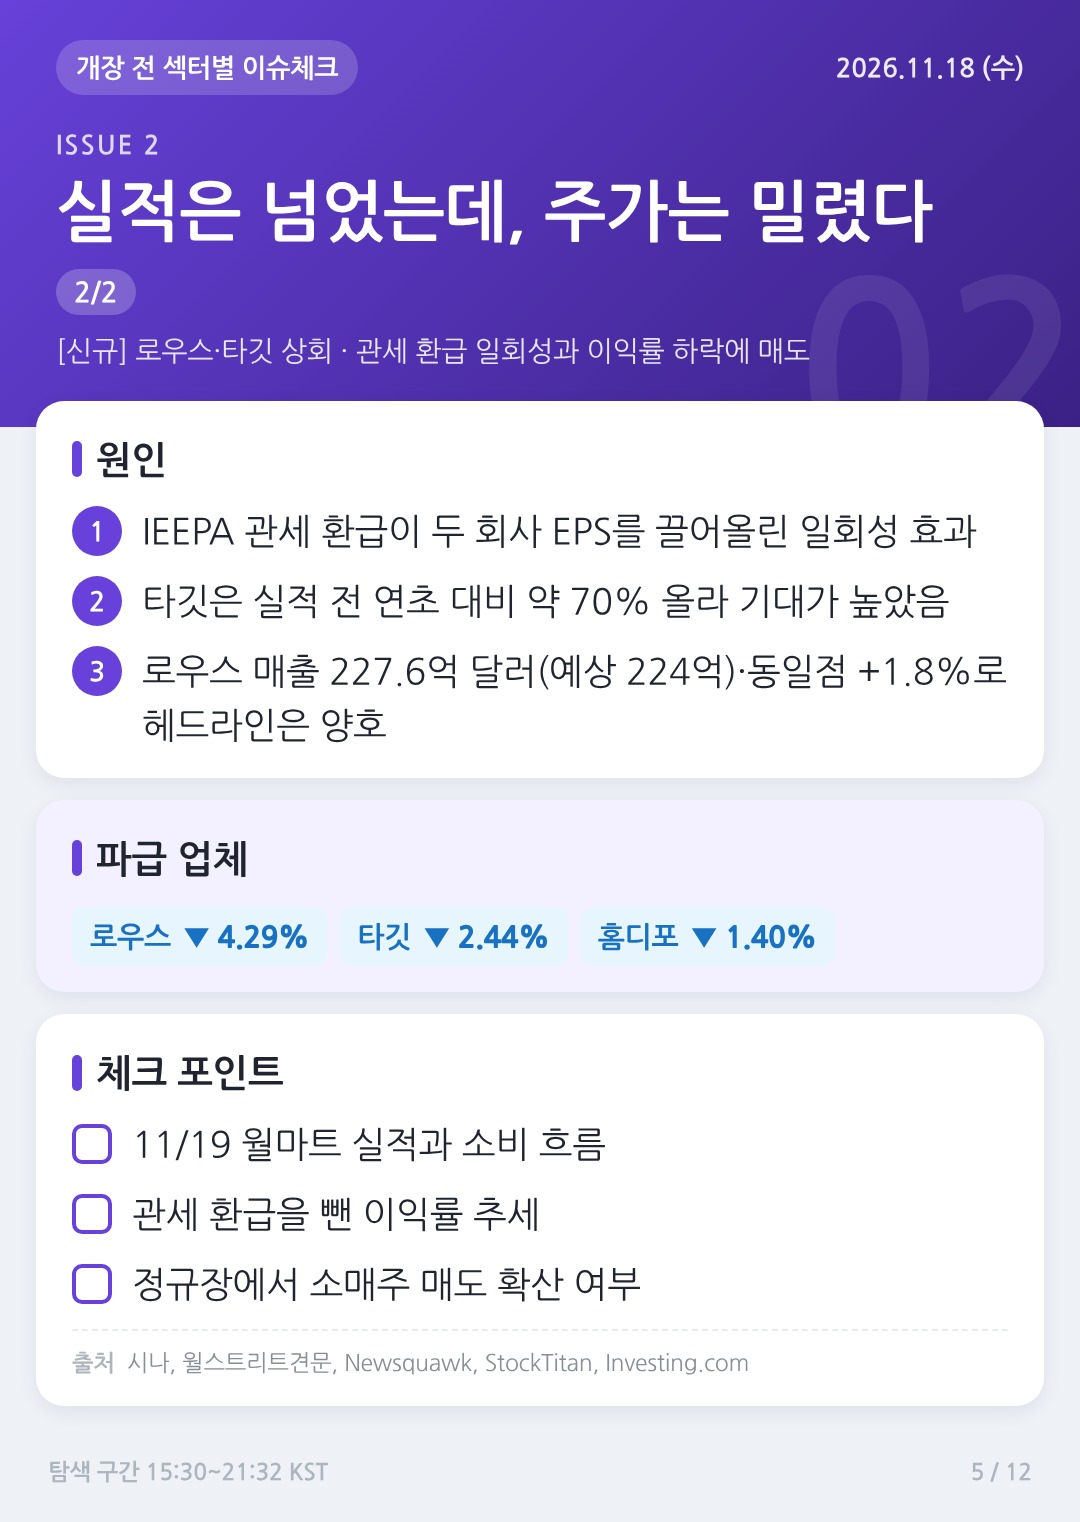 개장 전 섹터별 이슈체크
2026.11.18 (수)
ISSUE 2
실적은 넘었는데, 주가는 밀렸다
2/2
[신규] 로우스·타깃 상회 · 관세 환급 일회성과 이익률 하락에 매도
02
원인
1 IEEPA 관세 환급이 두 회사 EPS를 끌어올린 일회성 효과
2 타깃은 실적 전 연초 대비 약 70% 올라 기대가 높았음
3 로우스 매출 227.6억 달러(예상 224억)·동일점 +1.8%로
헤드라인은 양호
파급 업체
로우스 ▼ 4.29% 타깃 ▼ 2.44% 홈디포 ▼ 1.40%
체크 포인트
11/19 월마트 실적과 소비 흐름
관세 환급을 뺀 이익률 추세
정규장에서 소매주 매도 확산 여부
출처 시나, 월스트리트견문, Newsquawk, StockTitan, Investing.com
탐색 구간 15:30~21:32 KST
5 / 12